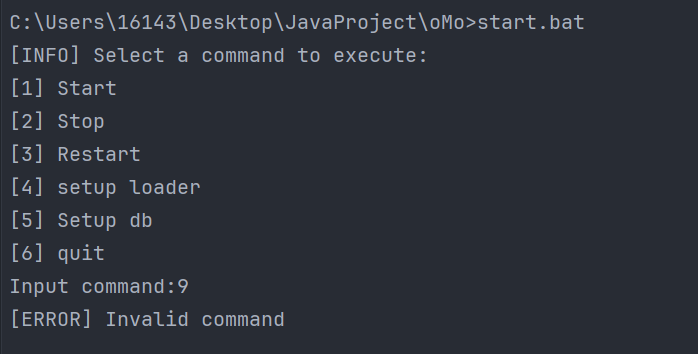 C:\Users\16143\Desktop\JavaProject\oMo>start.bat
[INFO] Select a command to execute:
[1] Start
[2] Stop
[3] Restart
[4] setup loader
[5] Setup db
[6] quit
Input command:9
[ERROR] Invalid command